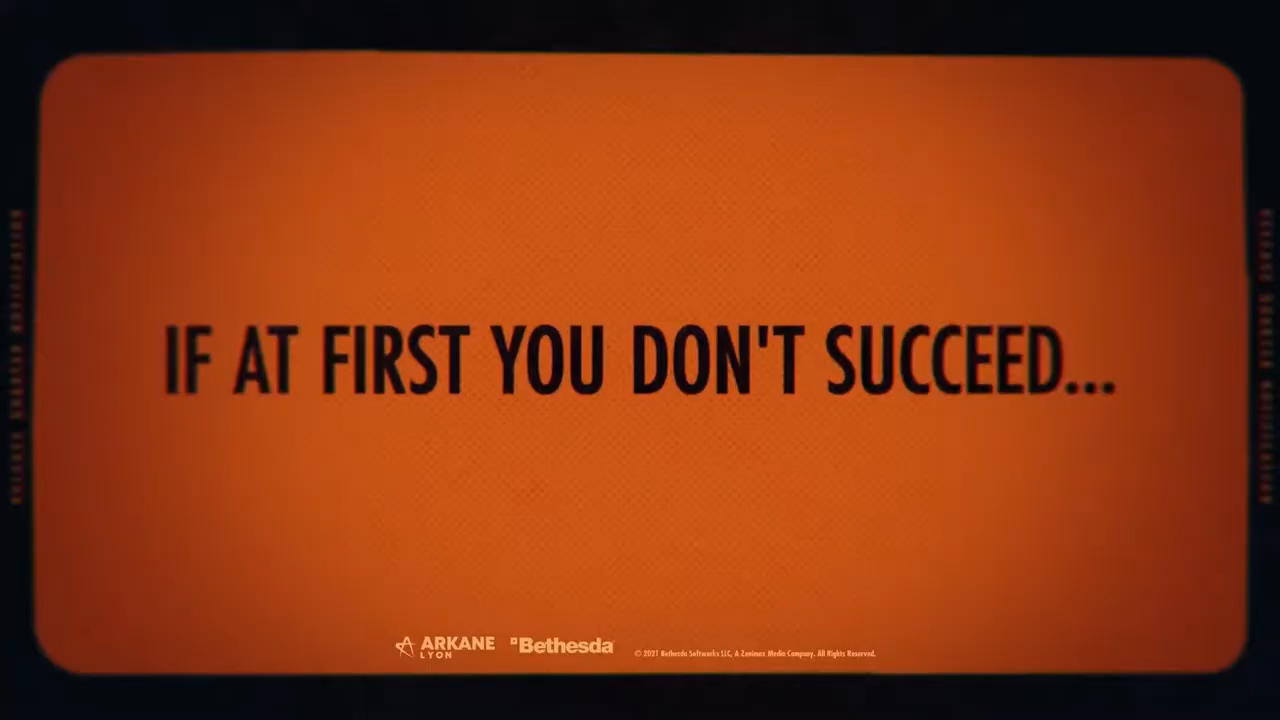 IF AT FIRST YOU DON'T SUCCEED...
ARKANE
LYON
Bethesda
© 2021 Bethesda Softworks LLC, A Zenimax Media Company. All Rights Reserved.